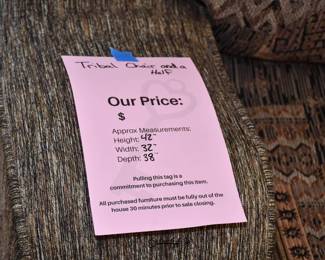 Tribal Chair and a
Half
Our Price:
$
Approx Measurements:
Height: 42"
Width: 32"
Depth: 38"
Pulling this tag is a
commitment to purchasing this item.
All purchased furniture must be fully out of the
house 30 minutes prior to sale closing.